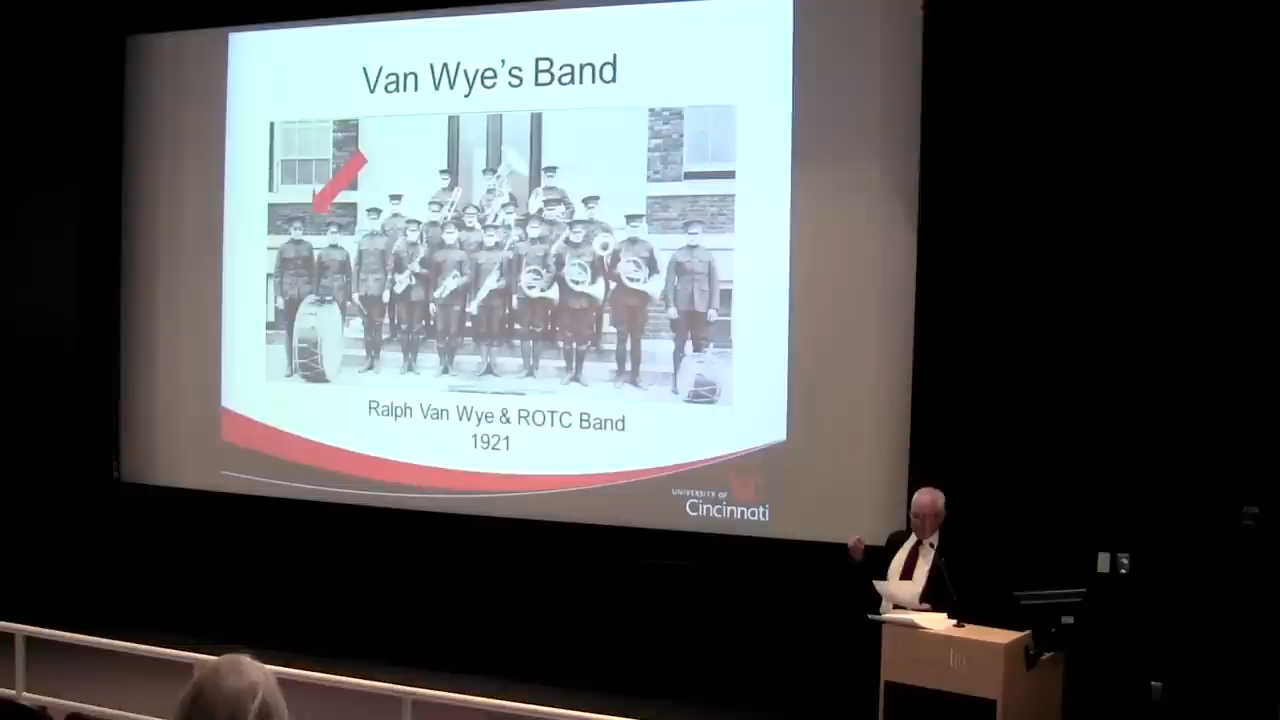 Van Wye's Band
Ralph Van Wye & ROTC Band
1921
UNIVERSITY OF
Cincinnati